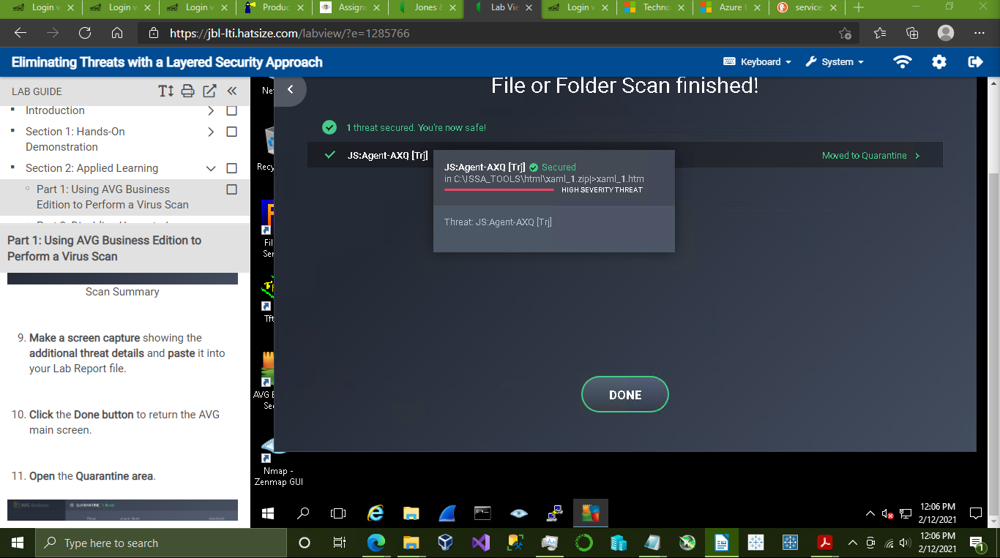 Login w
Login w
Login w
Produc
Assignm
Jones &
Lab Vie
Login w
Techno
Azure
service
https://jbl-lti.hatsize.com/labview/?e=1285766
Eliminating Threats with a Layered Security Approach
Keyboard
System
LAB GUIDE
Introduction
Section 1: Hands-On
Demonstration
Section 2: Applied Learning
Part 1: Using AVG Business
Edition to Perform a Virus Scan
Part 1: Using AVG Business Edition to
Perform a Virus Scan
Scan Summary
9. Make a screen capture showing the
additional threat details and paste it into
your Lab Report file.
10. Click the Done button to return the AVG
main screen.
11. Open the Quarantine area.
AVG Business
QUARANTINE 1 threat
Ne
Recy
Fil
Ser
Tft
AVG B
Se
Nmap -
Zenmap GUI
File or Folder Scan finished!
1 threat secured. You're now safe!
JS:Agent-AXQ [Trj]
Moved to Quarantine
JS:Agent-AXQ [Trj] Secured
in C:\ISSA_TOOLS\html\xaml_1.zip|>xaml_1.htm
HIGH SEVERITY THREAT
Threat: JS:Agent-AXQ [Trj]
DONE
12:06 PM
2/12/2021
Type here to search
12:06 PM
2/12/2021
1